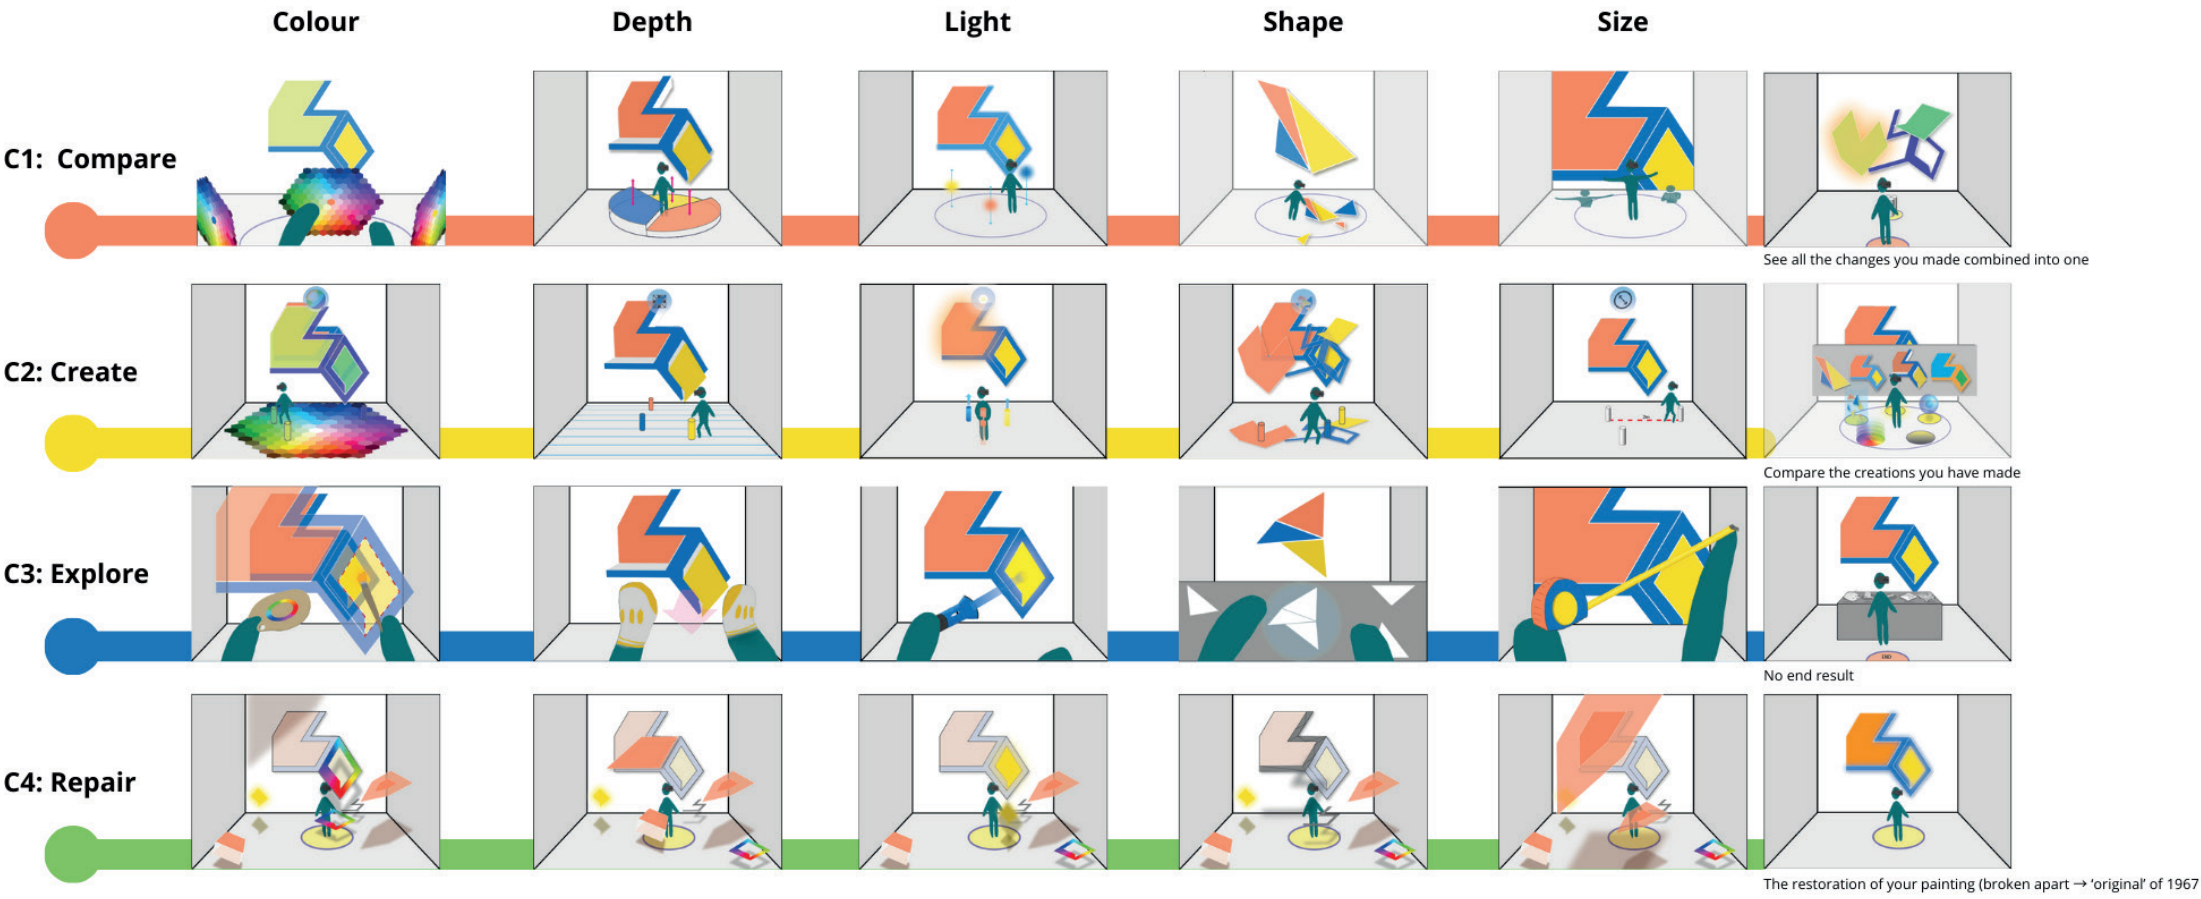 Colour Depth Light Shape Size
C1: Compare
See all the changes you made combined into one
C2: Create
Compare the creations you have made
C3: Explore
END
No end result
C4: Repair
The restoration of your painting (broken apart → ‘original’ of 1967